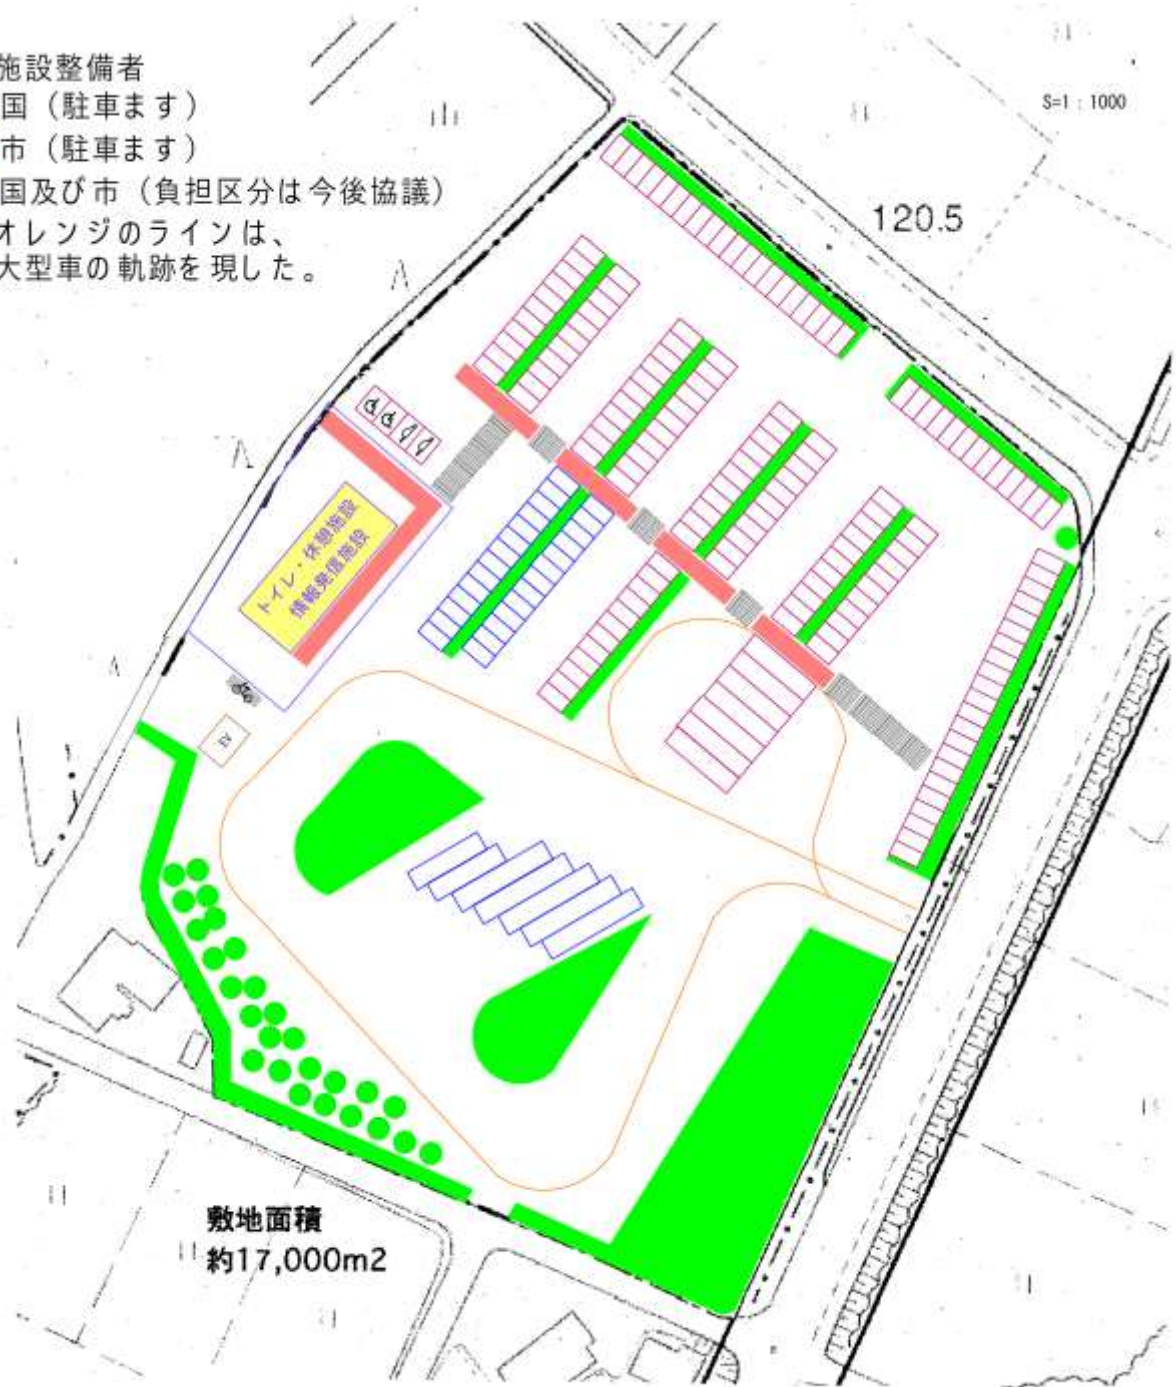 施設整備者
国（駐車ます）
市（駐車ます）
国及び市（負担区分は今後協議）
オレンジのラインは、
大型車の軌跡を現した。
S=1：1000
120.5
トイレ・休憩施設
情報発信施設
EV
敷地面積
約17,000m2